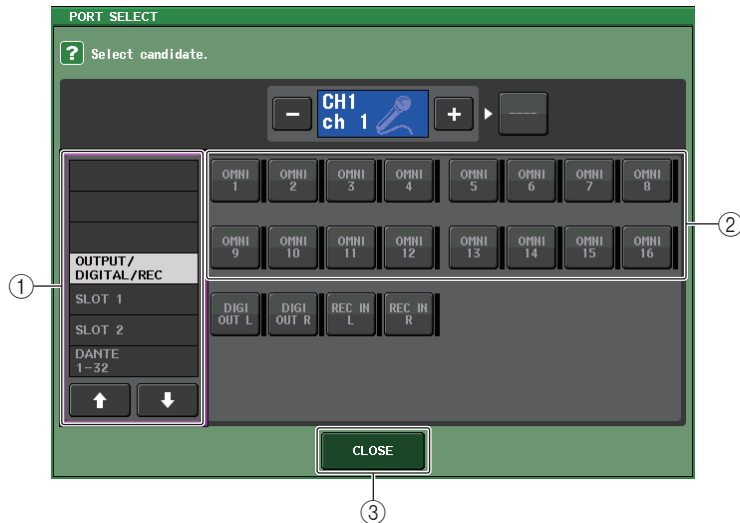 PORT SELECT
? Select candidate.
− CH1 ch 1 + ----
OUTPUT/
DIGITAL/REC
SLOT 1
SLOT 2
DANTE
1-32
OMNI 1 OMNI 2 OMNI 3 OMNI 4 OMNI 5 OMNI 6 OMNI 7 OMNI 8
OMNI 9 OMNI 10 OMNI 11 OMNI 12 OMNI 13 OMNI 14 OMNI 15 OMNI 16
DIGI OUT L DIGI OUT R REC IN L REC IN R
CLOSE
①
②
③